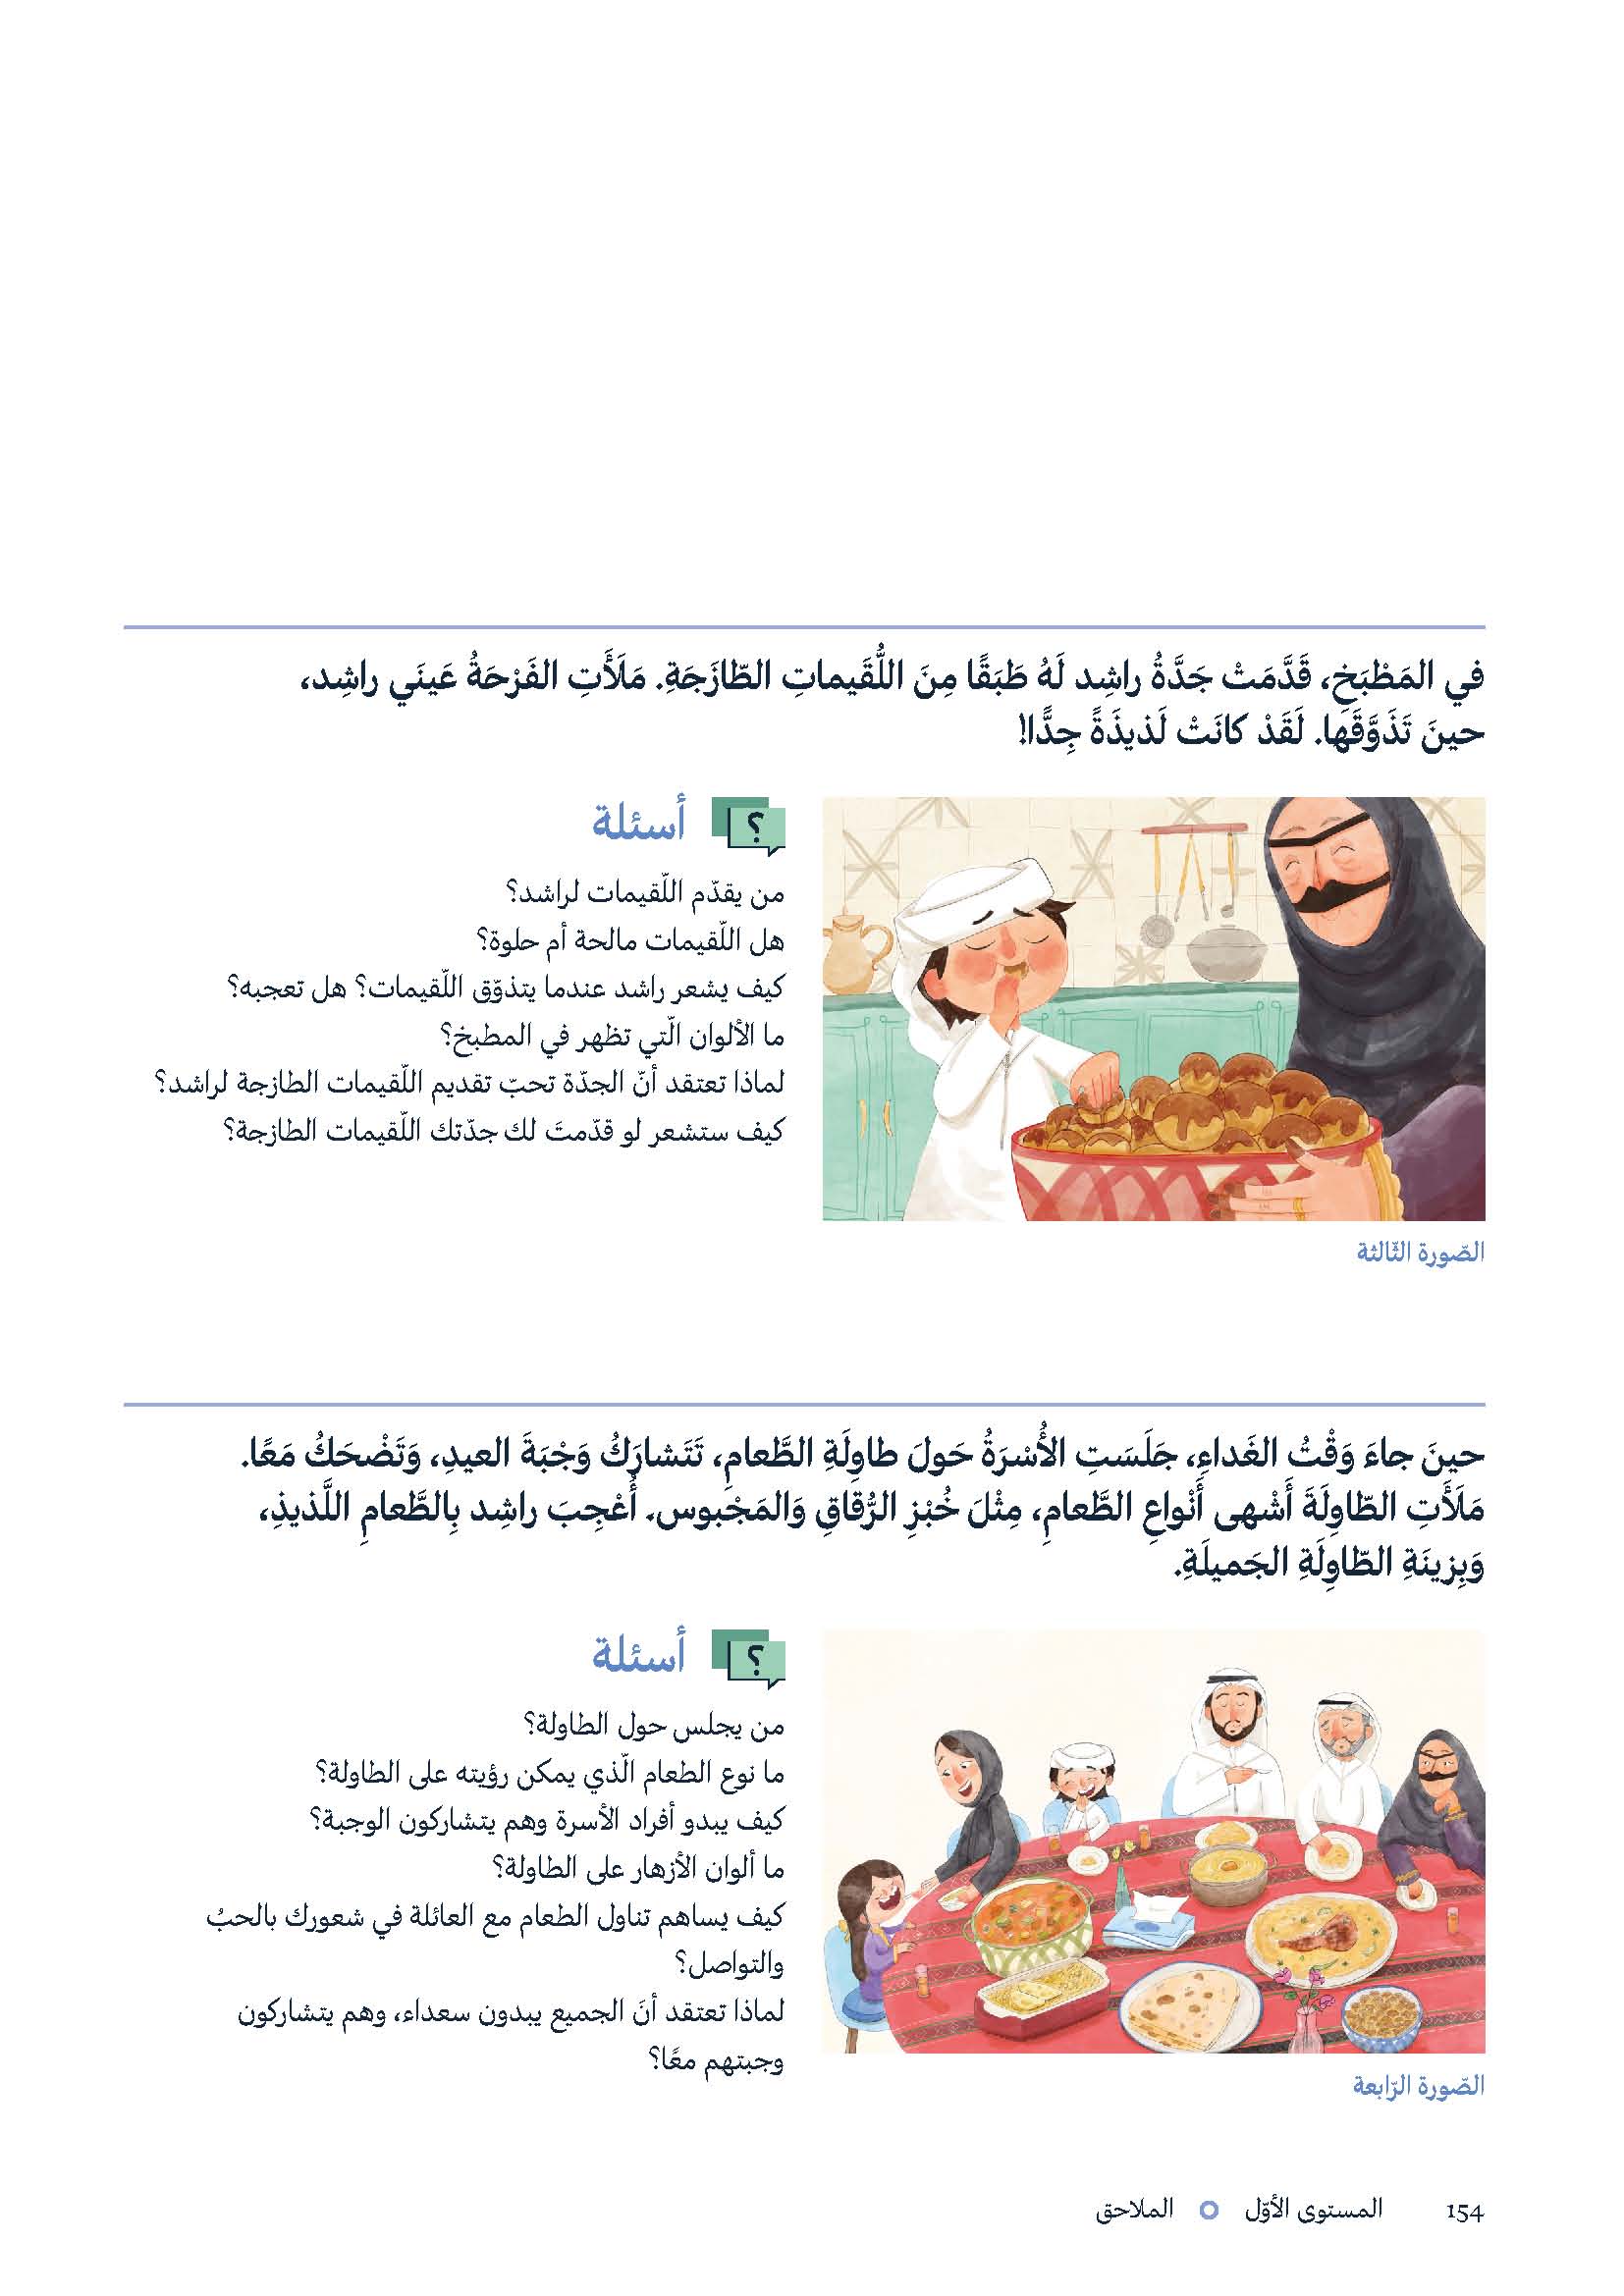 في المَطْبَخِ، قَدَّمَتْ جَدَّةُ راشِد لَهُ طَبَقًا مِنَ اللُّقَيماتِ الطّازَجَةِ. مَلَأَتِ الفَرْحَةُ عَينَي راشِد،
حينَ تَذَوَّقَها. لَقَدْ كانَتْ لَذيذَةً جِدًّا!
؟ أسئلة
من يقدّم اللّقيمات لراشد؟
هل اللّقيمات مالحة أم حلوة؟
كيف يشعر راشد عندما يتذوّق اللّقيمات؟ هل تعجبه؟
ما الألوان الّتي تظهر في المطبخ؟
لماذا تعتقد أنّ الجدّة تحبّ تقديم اللّقيمات الطازجة لراشد؟
كيف ستشعر لو قدّمتَ لك جدّتك اللّقيمات الطازجة؟
الصّورة الثّالثة
حينَ جاءَ وَقْتُ الغَداءِ، جَلَسَتِ الأُسْرَةُ حَولَ طاوِلَةِ الطَّعامِ، تَتَشارَكُ وَجْبَةَ العيدِ، وَتَضْحَكُ مَعًا.
مَلَأَتِ الطّاوِلَةَ أَشْهى أَنْواعِ الطَّعامِ، مِثْلَ خُبْزِ الرُّقاقِ وَالمَجْبوس. أُعْجِبَ راشِد بِالطَّعامِ اللَّذيذِ،
وَبِزينَةِ الطّاوِلَةِ الجَميلَةِ.
؟ أسئلة
من يجلس حول الطاولة؟
ما نوع الطعام الّذي يمكن رؤيته على الطاولة؟
كيف يبدو أفراد الأسرة وهم يتشاركون الوجبة؟
ما ألوان الأزهار على الطاولة؟
كيف يساهم تناول الطعام مع العائلة في شعورك بالحبُ
والتواصل؟
لماذا تعتقد أنَ الجميع يبدون سعداء، وهم يتشاركون
وجبتهم معًا؟
الصّورة الرّابعة
154 المستوى الأوّل الملاحق